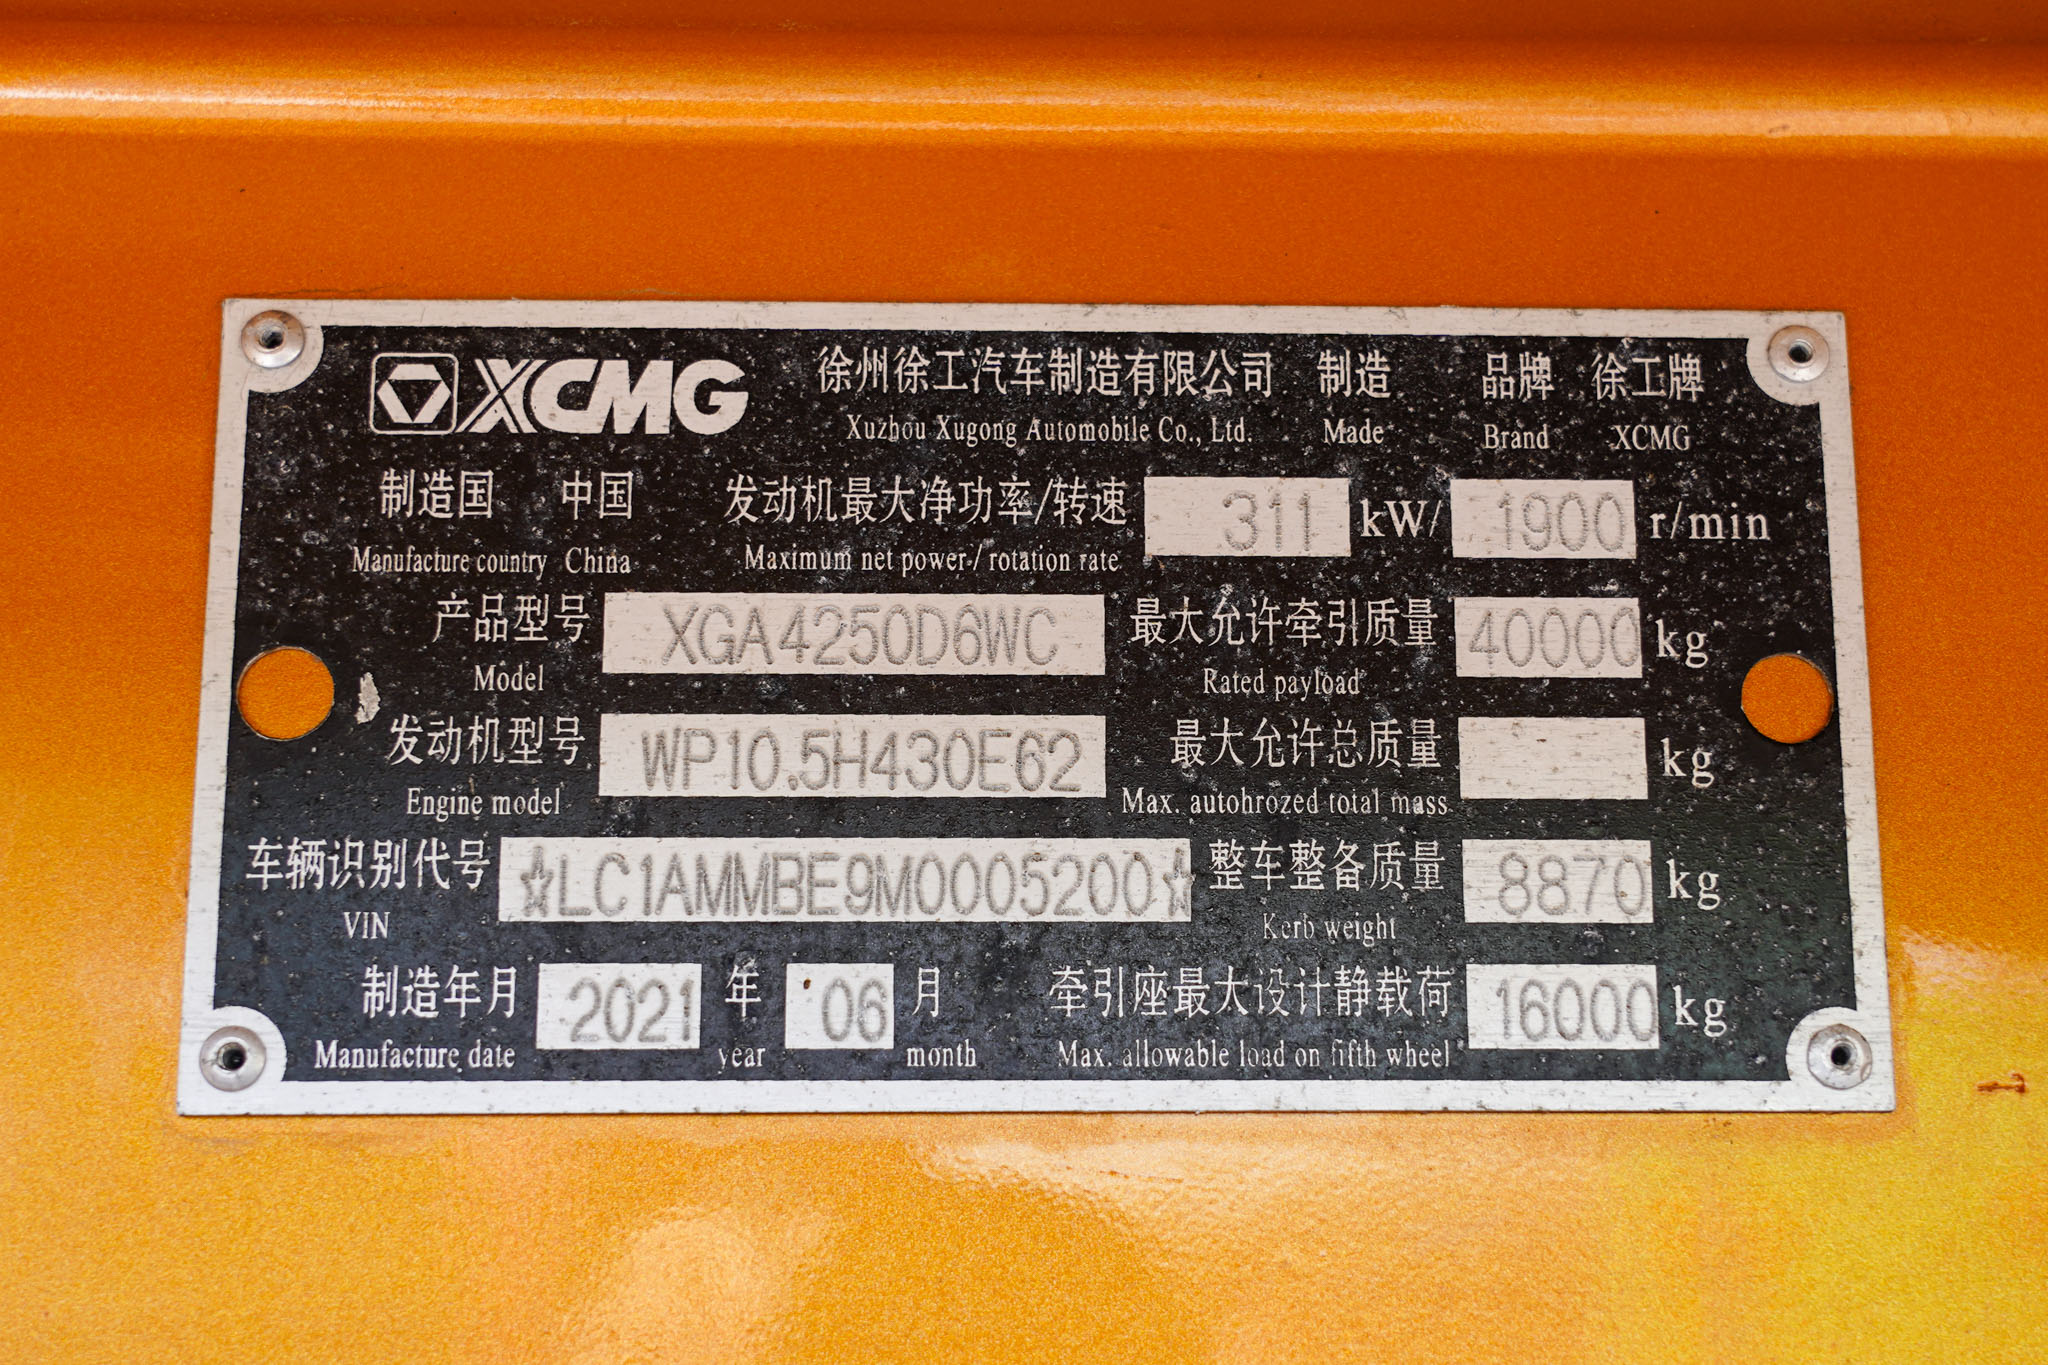 XCMG 徐州徐工汽车制造有限公司 制造 品牌 徐工牌
Xuzhou Xugong Automobile Co., Ltd. Made Brand XCMG
制造国 中国 发动机最大净功率/转速 311 kW/ 1900 r/min
Manufacture country China Maximum net power / rotation rate
产品型号 XGA4250D6WC 最大允许牵引质量 40000 kg
Model Rated payload
发动机型号 WP10.5H430E62 最大允许总质量 kg
Engine model Max. autohrozed total mass
车辆识别代号 ☆LC1AMMBE9M0005200☆ 整车整备质量 8870 kg
VIN Kerb weight
制造年月 2021 年 06 月 牵引座最大设计静载荷 16000 kg
Manufacture date year month Max. allowable load on fifth wheel